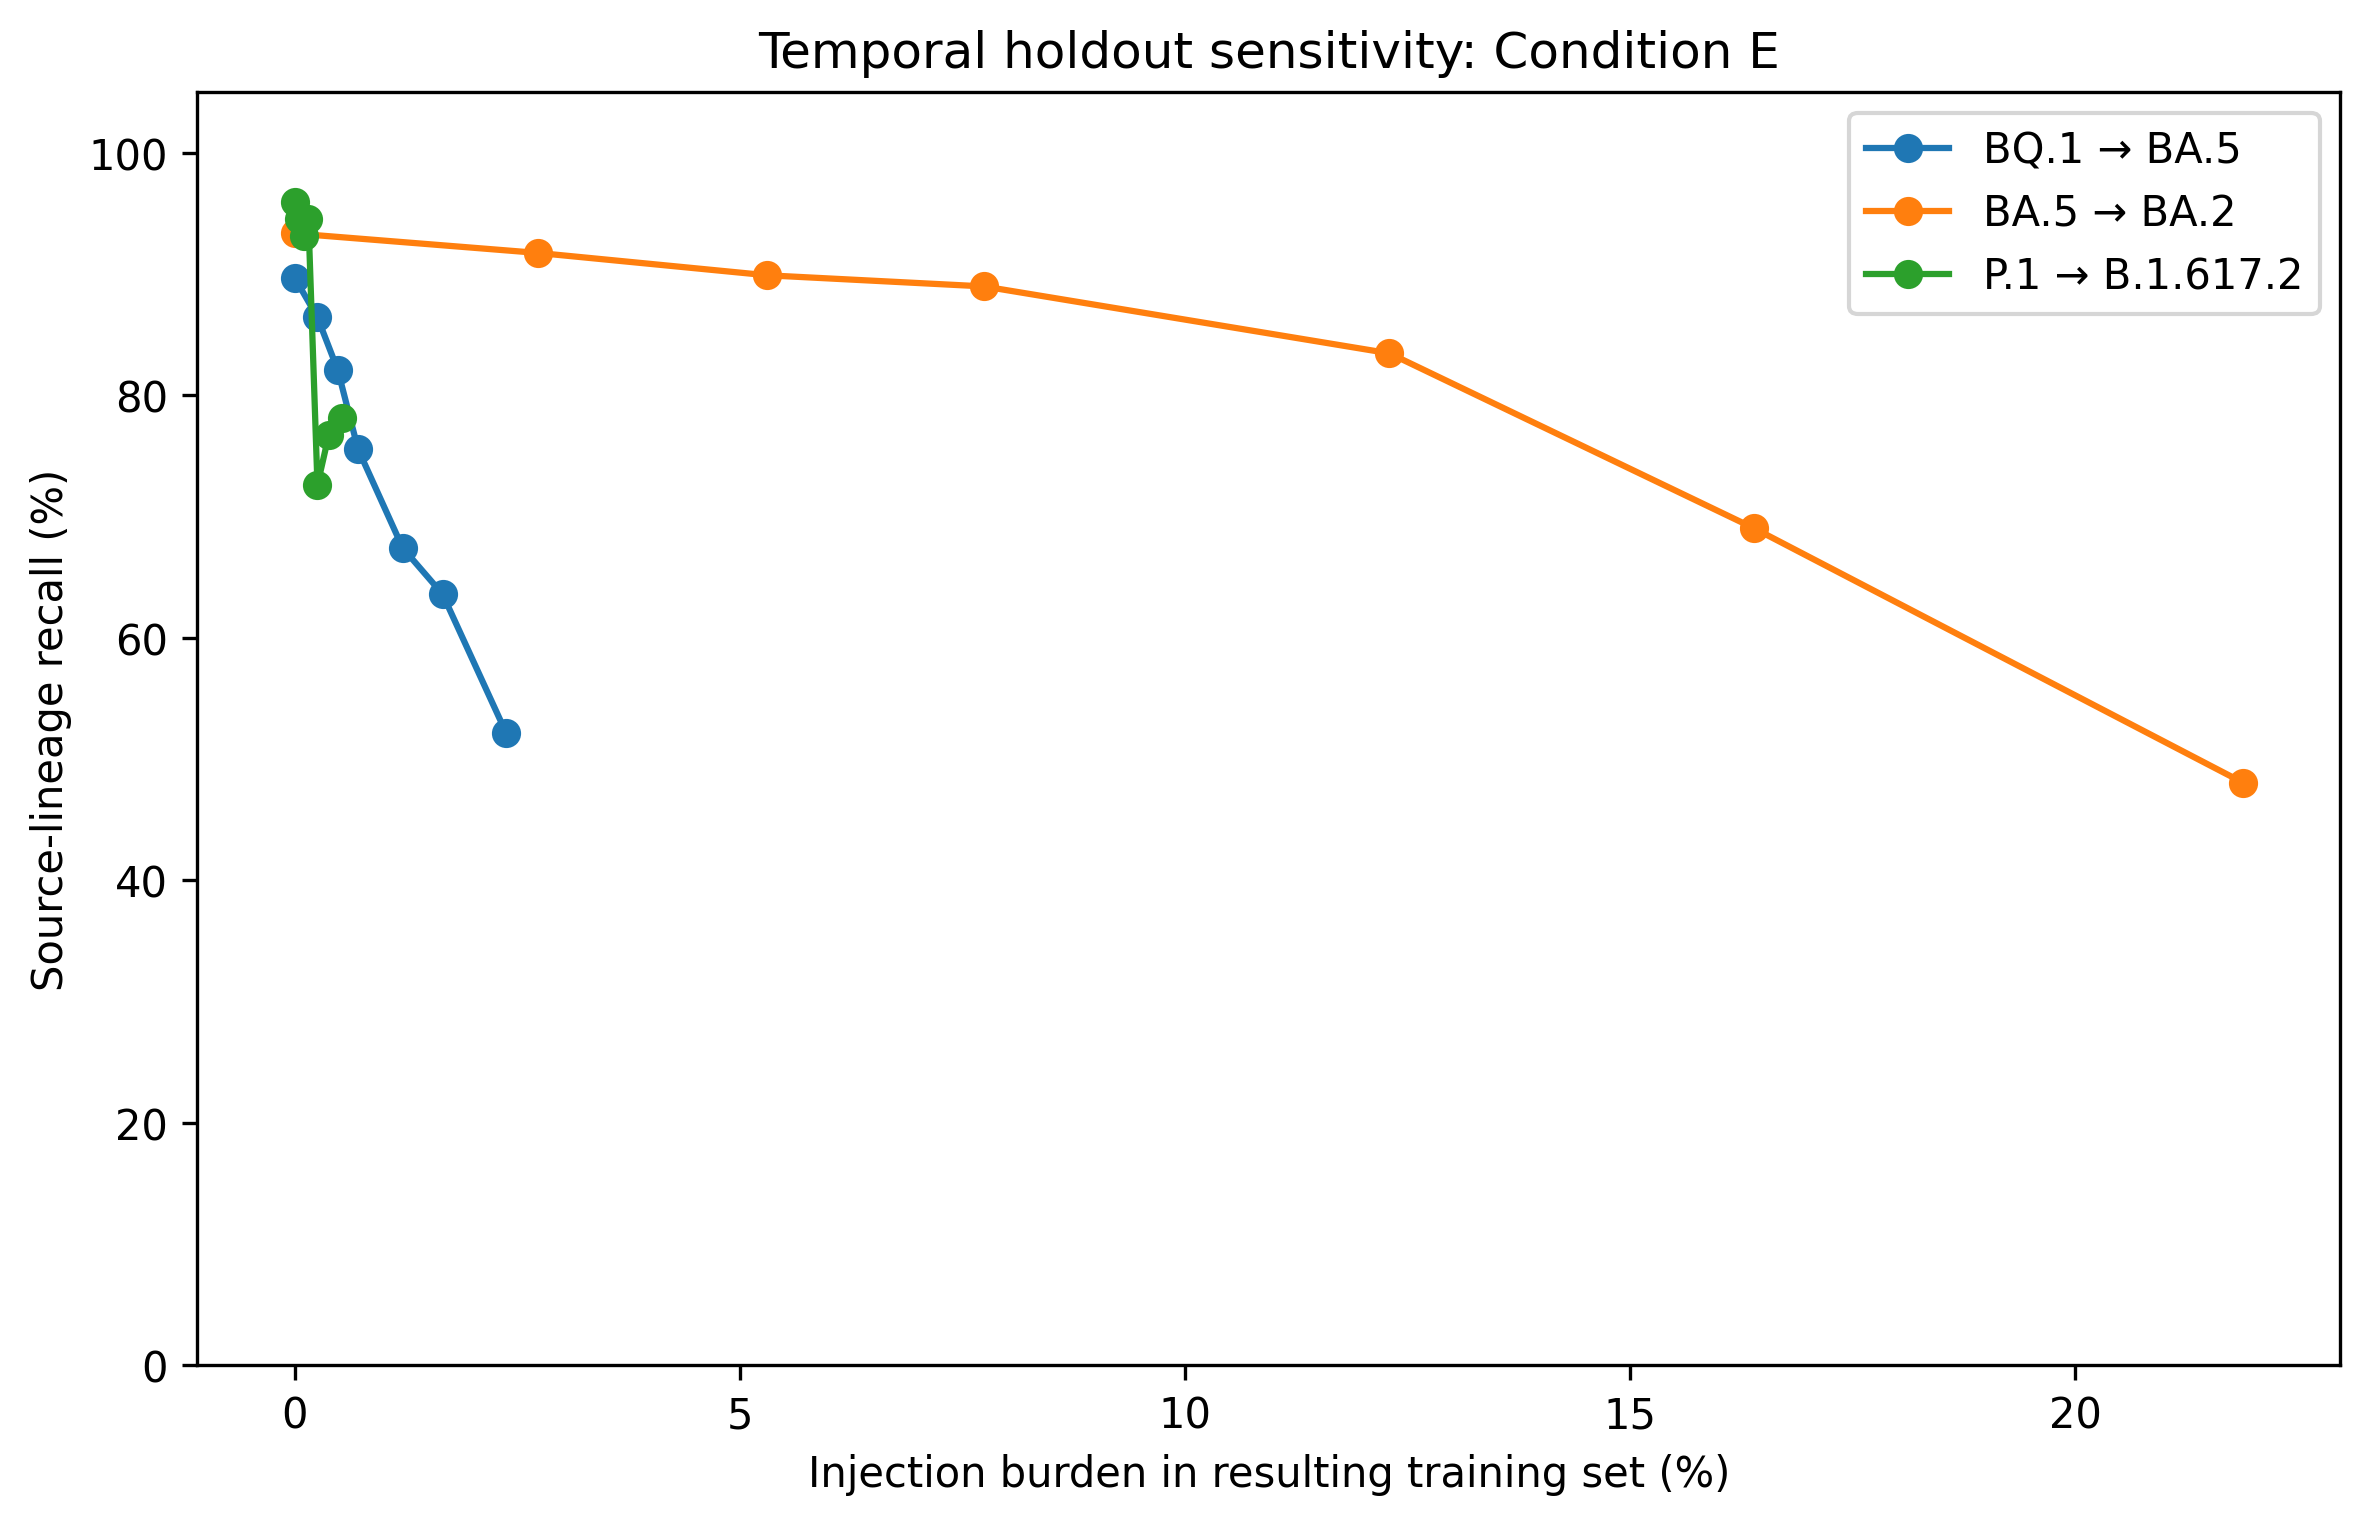 Temporal holdout sensitivity: Condition E
BQ.1 → BA.5
BA.5 → BA.2
P.1 → B.1.617.2
Source-lineage recall (%)
100
80
60
40
20
0
0 5 10 15 20
Injection burden in resulting training set (%)